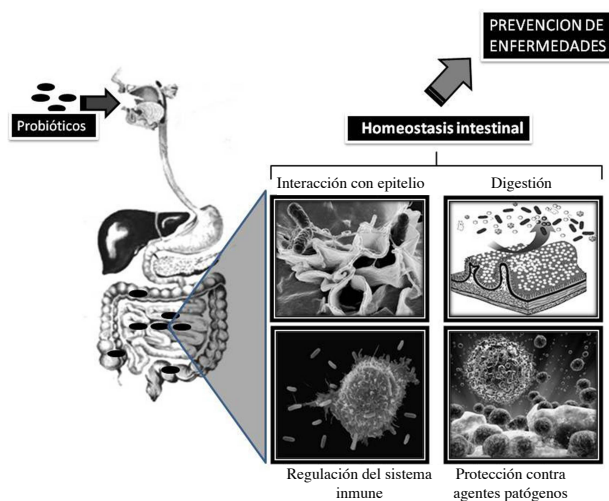 PREVENCION DE
ENFERMEDADES
Probióticos
Homeostasis intestinal
Interacción con epitelio
Digestión
Regulación del sistema
inmune
Protección contra
agentes patógenos